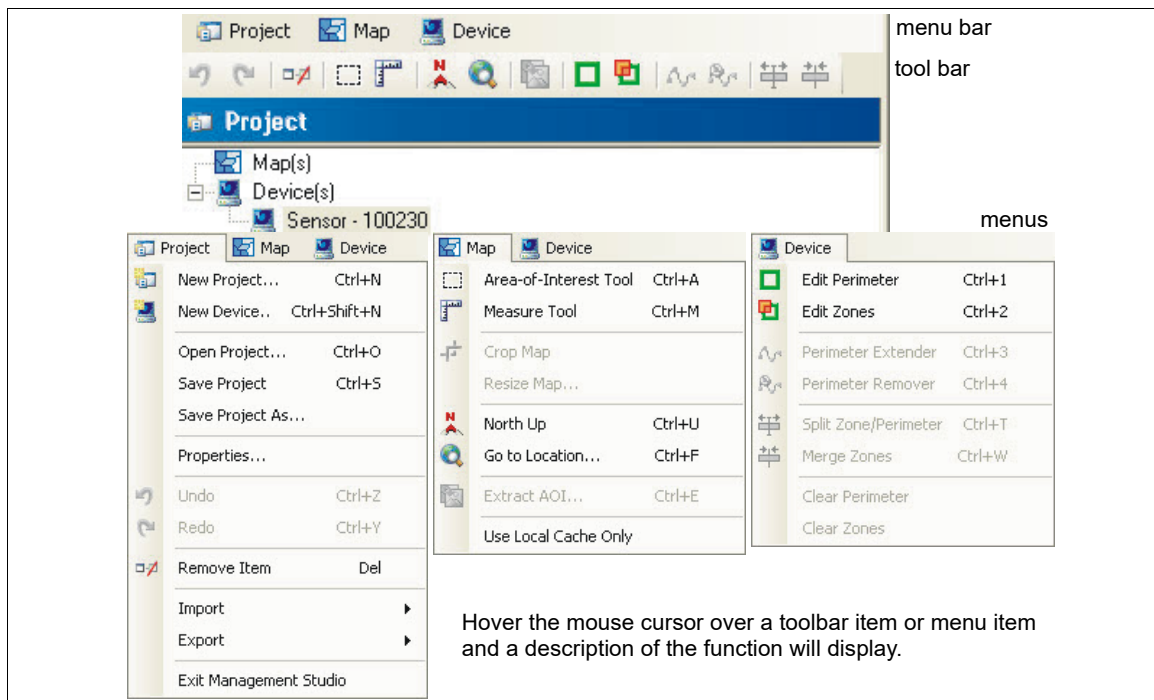 Project Map Device
menu bar
tool bar
N
Project
Map(s)
Device(s)
Sensor - 100230
menus
Project Map Device
New Project... Ctrl+N
New Device.. Ctrl+Shift+N
Open Project... Ctrl+O
Save Project Ctrl+S
Save Project As...
Properties...
Undo Ctrl+Z
Redo Ctrl+Y
Remove Item Del
Import
Export
Exit Management Studio
Map Device
Area-of-Interest Tool Ctrl+A
Measure Tool Ctrl+M
Crop Map
Resize Map...
N
North Up Ctrl+U
Go to Location... Ctrl+F
Extract AOI... Ctrl+E
Use Local Cache Only
Device
Edit Perimeter Ctrl+1
Edit Zones Ctrl+2
Perimeter Extender Ctrl+3
Perimeter Remover Ctrl+4
Split Zone/Perimeter Ctrl+T
Merge Zones Ctrl+W
Clear Perimeter
Clear Zones
Hover the mouse cursor over a toolbar item or menu item
and a description of the function will display.